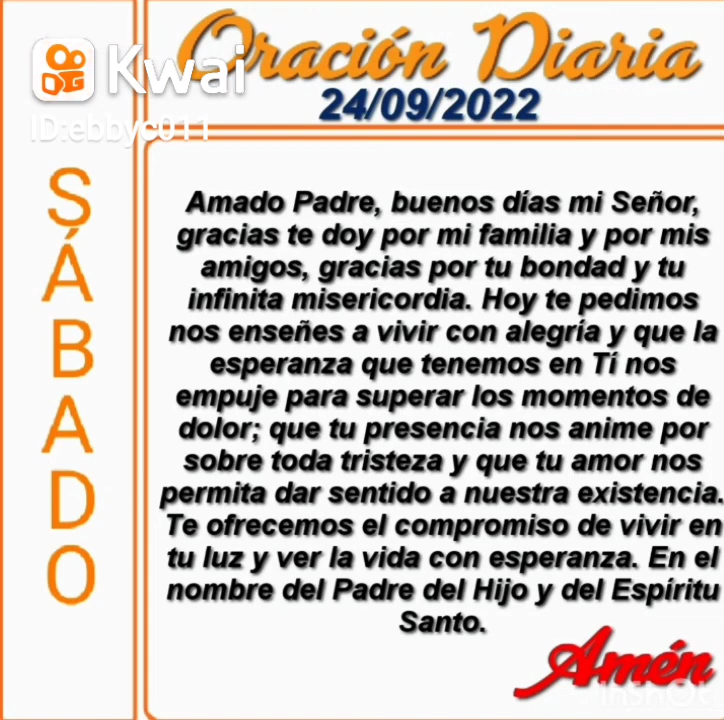 Oración Diaria
Kwai
24/09/2022
ID:ebbyc011
SÁBADO
Amado Padre, buenos días mi Señor,
gracias te doy por mi familia y por mis
amigos, gracias por tu bondad y tu
infinita misericordia. Hoy te pedimos
nos enseñes a vivir con alegría y que la
esperanza que tenemos en Tí nos
empuje para superar los momentos de
dolor; que tu presencia nos anime por
sobre toda tristeza y que tu amor nos
permita dar sentido a nuestra existencia.
Te ofrecemos el compromiso de vivir en
tu luz y ver la vida con esperanza. En el
nombre del Padre del Hijo y del Espíritu
Santo.
Amén
InShOt